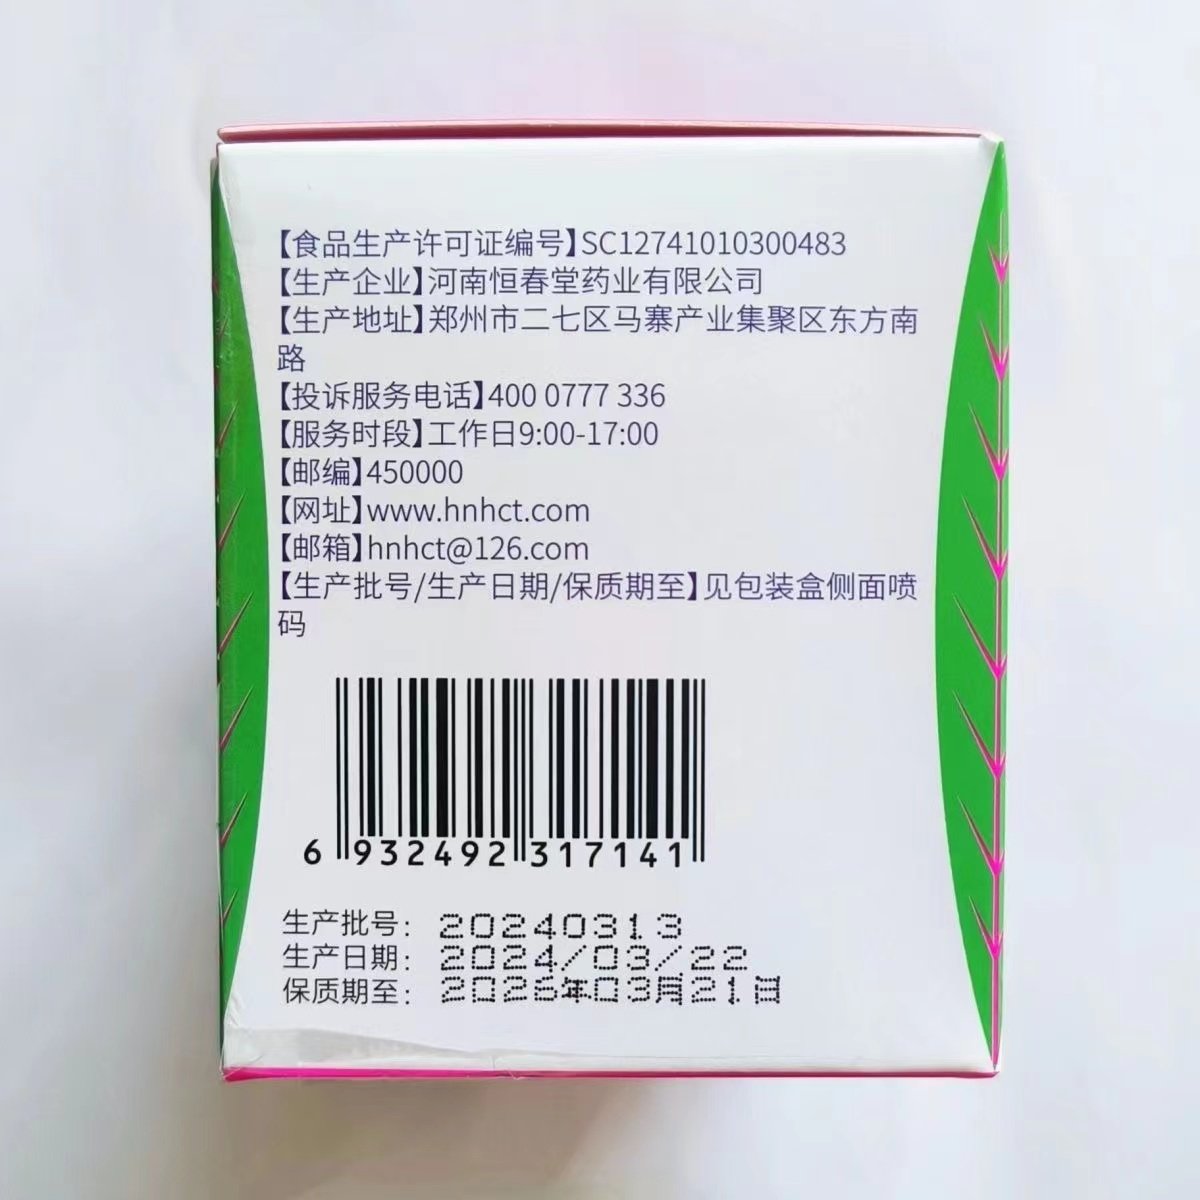 【食品生产许可证编号】SC12741010300483
【生产企业】河南恒春堂药业有限公司
【生产地址】郑州市二七区马寨产业集聚区东方南
路
【投诉服务电话】400 0777 336
【服务时段】工作日9:00-17:00
【邮编】450000
【网址】www.hnhct.com
【邮箱】hnhct@126.com
【生产批号/生产日期/保质期至】见包装盒侧面喷
码
6 932492 317141
生产批号: 20240313
生产日期: 2024/03/22
保质期至: 2026年03月21日